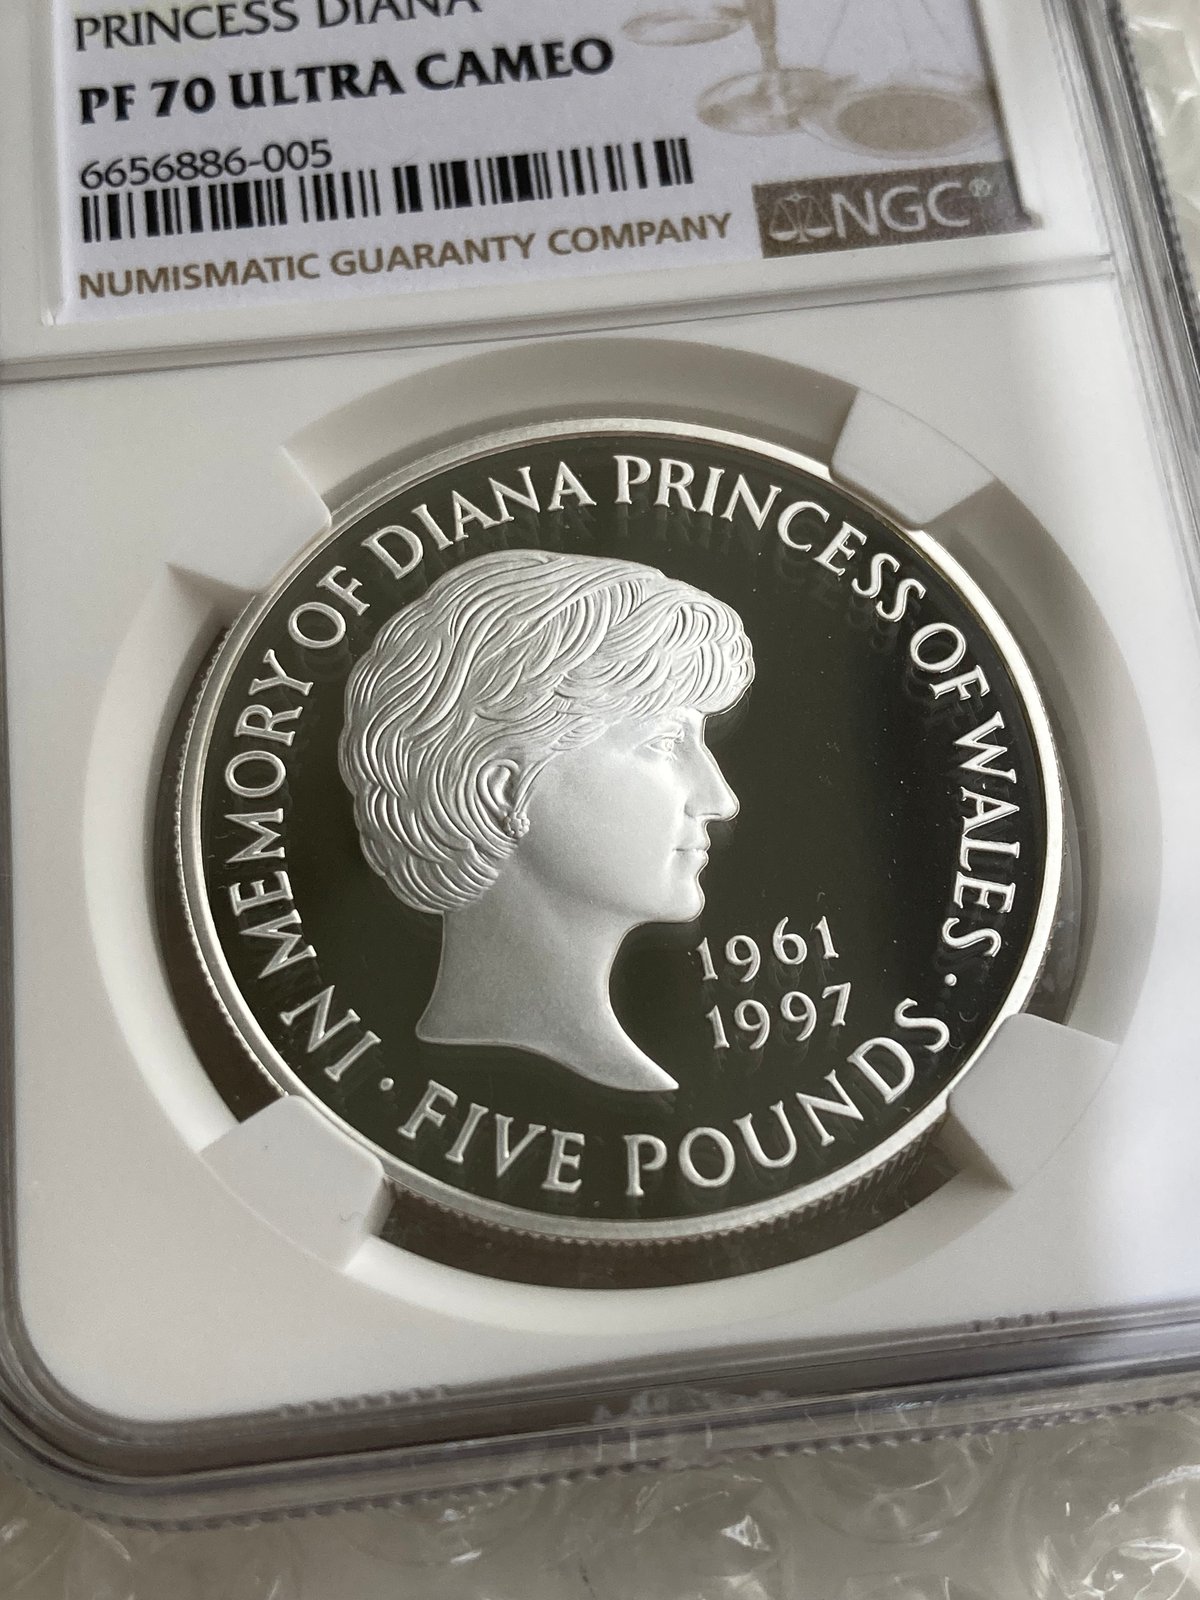 PRINCESS DIANA
PF 70 ULTRA CAMEO
6656886-005
NUMISMATIC GUARANTY COMPANY
NGC®
IN MEMORY OF DIANA PRINCESS OF WALES
1961
1997
· FIVE POUNDS ·